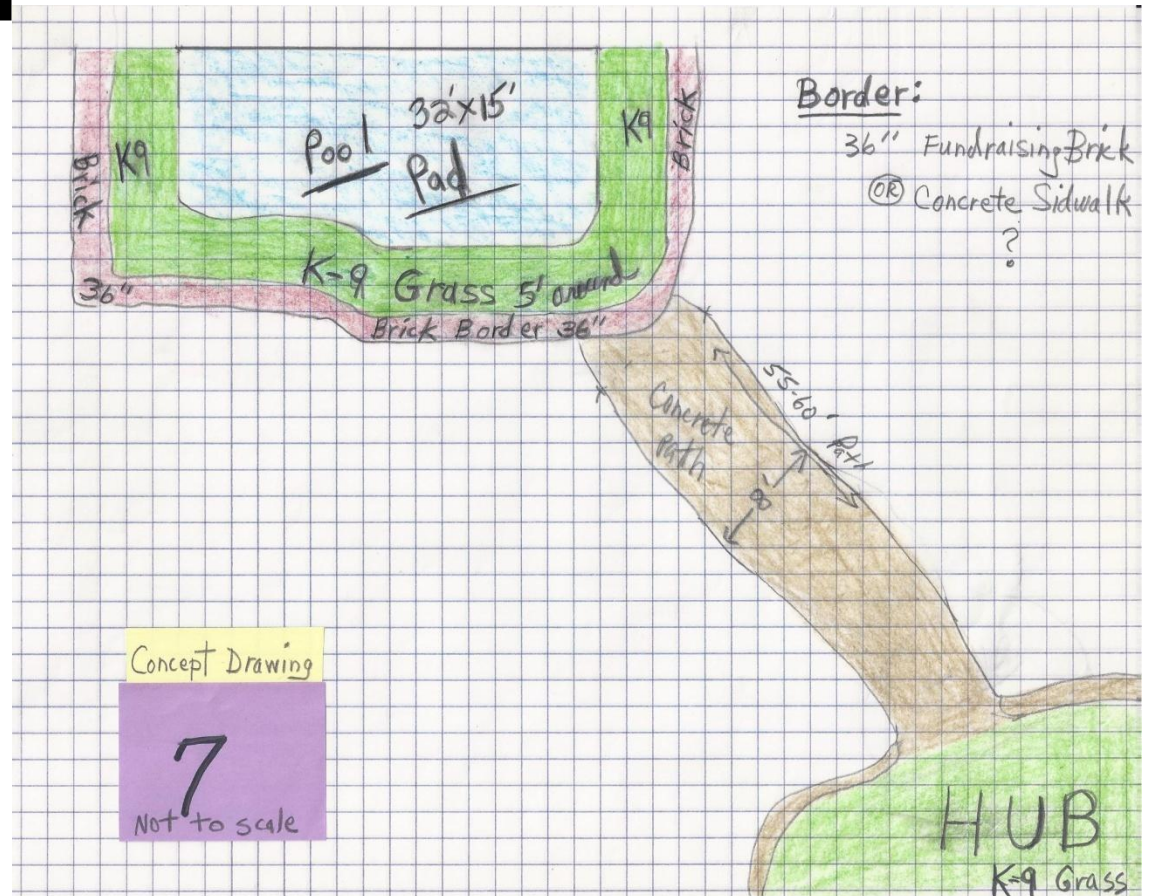 32'x15'
Pool
Pad
K9
K9
Brick
Brick
K-9 Grass 5' around
36"
Brick Border 36"
Border:
36" Fundraising Brick
OR Concrete Sidwalk
?
55-60' Path
Concrete
Path
8'
Concept Drawing
7
Not to scale
HUB
K-9 Grass